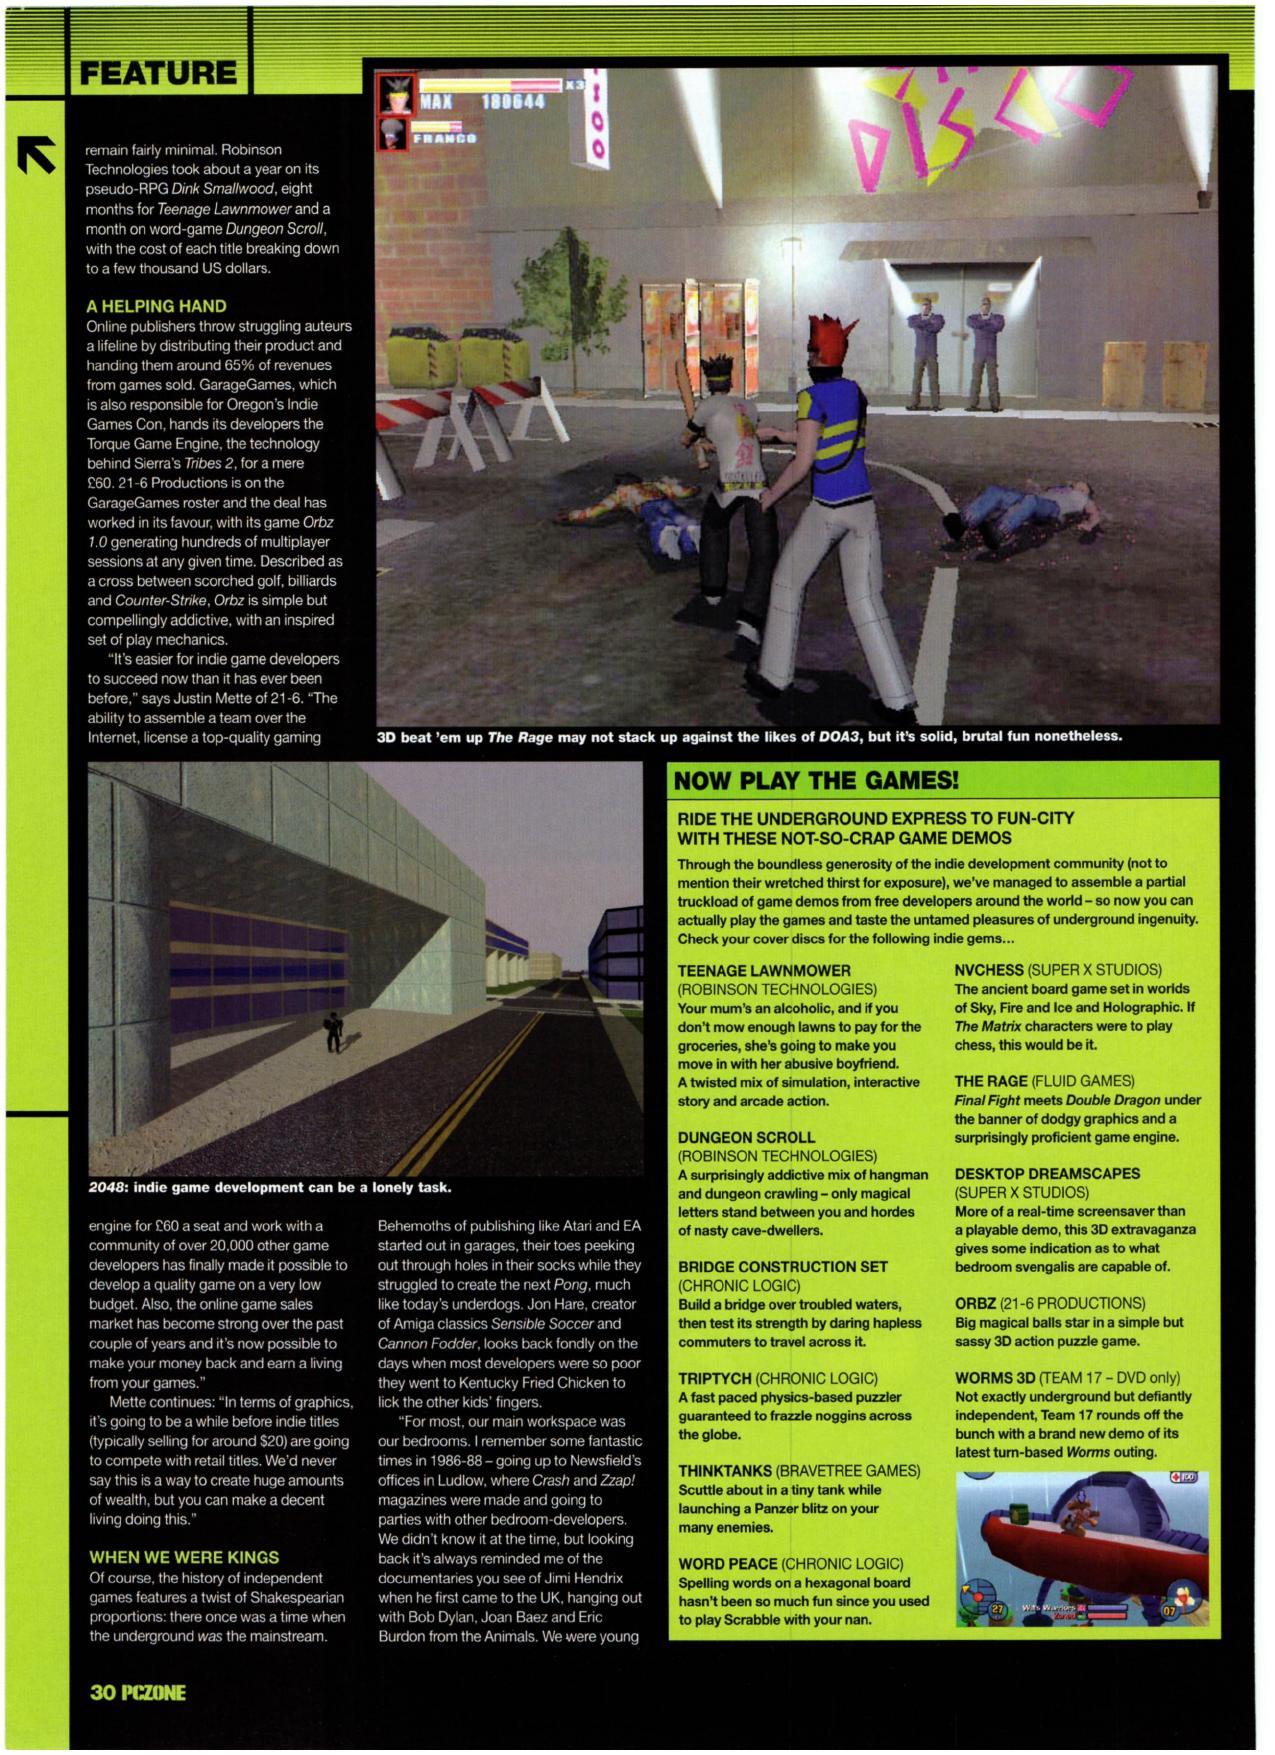 FEATURE
remain fairly minimal. Robinson
Technologies took about a year on its
pseudo-RPG Dink Smallwood, eight
months for Teenage Lawnmower and a
month on word-game Dungeon Scroll,
with the cost of each title breaking down
to a few thousand US dollars.
A HELPING HAND
Online publishers throw struggling auteurs
a lifeline by distributing their product and
handing them around 65% of revenues
from games sold. GarageGames, which
is also responsible for Oregon's Indie
Games Con, hands its developers the
Torque Game Engine, the technology
behind Sierra's Tribes 2, for a mere
£60. 21-6 Productions is on the
GarageGames roster and the deal has
worked in its favour, with its game Orbz
1.0 generating hundreds of multiplayer
sessions at any given time. Described as
a cross between scorched golf, billiards
and Counter-Strike, Orbz is simple but
compellingly addictive, with an inspired
set of play mechanics.
"It's easier for indie game developers
to succeed now than it has ever been
before," says Justin Mette of 21-6. "The
ability to assemble a team over the
Internet, license a top-quality gaming
X3
MAX 180644
FRANCO
DISCO
3D beat 'em up The Rage may not stack up against the likes of DOA3, but it's solid, brutal fun nonetheless.
2048: indie game development can be a lonely task.
engine for £60 a seat and work with a
community of over 20,000 other game
developers has finally made it possible to
develop a quality game on a very low
budget. Also, the online game sales
market has become strong over the past
couple of years and it's now possible to
make your money back and earn a living
from your games."
Mette continues: "In terms of graphics,
it's going to be a while before indie titles
(typically selling for around $20) are going
to compete with retail titles. We'd never
say this is a way to create huge amounts
of wealth, but you can make a decent
living doing this."
WHEN WE WERE KINGS
Of course, the history of independent
games features a twist of Shakespearian
proportions: there once was a time when
the underground was the mainstream.
Behemoths of publishing like Atari and EA
started out in garages, their toes peeking
out through holes in their socks while they
struggled to create the next Pong, much
like today's underdogs. Jon Hare, creator
of Amiga classics Sensible Soccer and
Cannon Fodder, looks back fondly on the
days when most developers were so poor
they went to Kentucky Fried Chicken to
lick the other kids' fingers.
"For most, our main workspace was
our bedrooms. I remember some fantastic
times in 1986-88 – going up to Newsfield's
offices in Ludlow, where Crash and Zzap!
magazines were made and going to
parties with other bedroom-developers.
We didn't know it at the time, but looking
back it's always reminded me of the
documentaries you see of Jimi Hendrix
when he first came to the UK, hanging out
with Bob Dylan, Joan Baez and Eric
Burdon from the Animals. We were young
NOW PLAY THE GAMES!
RIDE THE UNDERGROUND EXPRESS TO FUN-CITY
WITH THESE NOT-SO-CRAP GAME DEMOS
Through the boundless generosity of the indie development community (not to
mention their wretched thirst for exposure), we've managed to assemble a partial
truckload of game demos from free developers around the world – so now you can
actually play the games and taste the untamed pleasures of underground ingenuity.
Check your cover discs for the following indie gems...
TEENAGE LAWNMOWER
(ROBINSON TECHNOLOGIES)
Your mum's an alcoholic, and if you
don't mow enough lawns to pay for the
groceries, she's going to make you
move in with her abusive boyfriend.
A twisted mix of simulation, interactive
story and arcade action.
DUNGEON SCROLL
(ROBINSON TECHNOLOGIES)
A surprisingly addictive mix of hangman
and dungeon crawling – only magical
letters stand between you and hordes
of nasty cave-dwellers.
BRIDGE CONSTRUCTION SET
(CHRONIC LOGIC)
Build a bridge over troubled waters,
then test its strength by daring hapless
commuters to travel across it.
TRIPTYCH (CHRONIC LOGIC)
A fast paced physics-based puzzler
guaranteed to frazzle noggins across
the globe.
THINKTANKS (BRAVETREE GAMES)
Scuttle about in a tiny tank while
launching a Panzer blitz on your
many enemies.
WORD PEACE (CHRONIC LOGIC)
Spelling words on a hexagonal board
hasn't been so much fun since you used
to play Scrabble with your nan.
NVCHESS (SUPER X STUDIOS)
The ancient board game set in worlds
of Sky, Fire and Ice and Holographic. If
The Matrix characters were to play
chess, this would be it.
THE RAGE (FLUID GAMES)
Final Fight meets Double Dragon under
the banner of dodgy graphics and a
surprisingly proficient game engine.
DESKTOP DREAMSCAPES
(SUPER X STUDIOS)
More of a real-time screensaver than
a playable demo, this 3D extravaganza
gives some indication as to what
bedroom svengalis are capable of.
ORBZ (21-6 PRODUCTIONS)
Big magical balls star in a simple but
sassy 3D action puzzle game.
WORMS 3D (TEAM 17 – DVD only)
Not exactly underground but defiantly
independent, Team 17 rounds off the
bunch with a brand new demo of its
latest turn-based Worms outing.
100
27
Will's Warriors
07
30 PCZONE